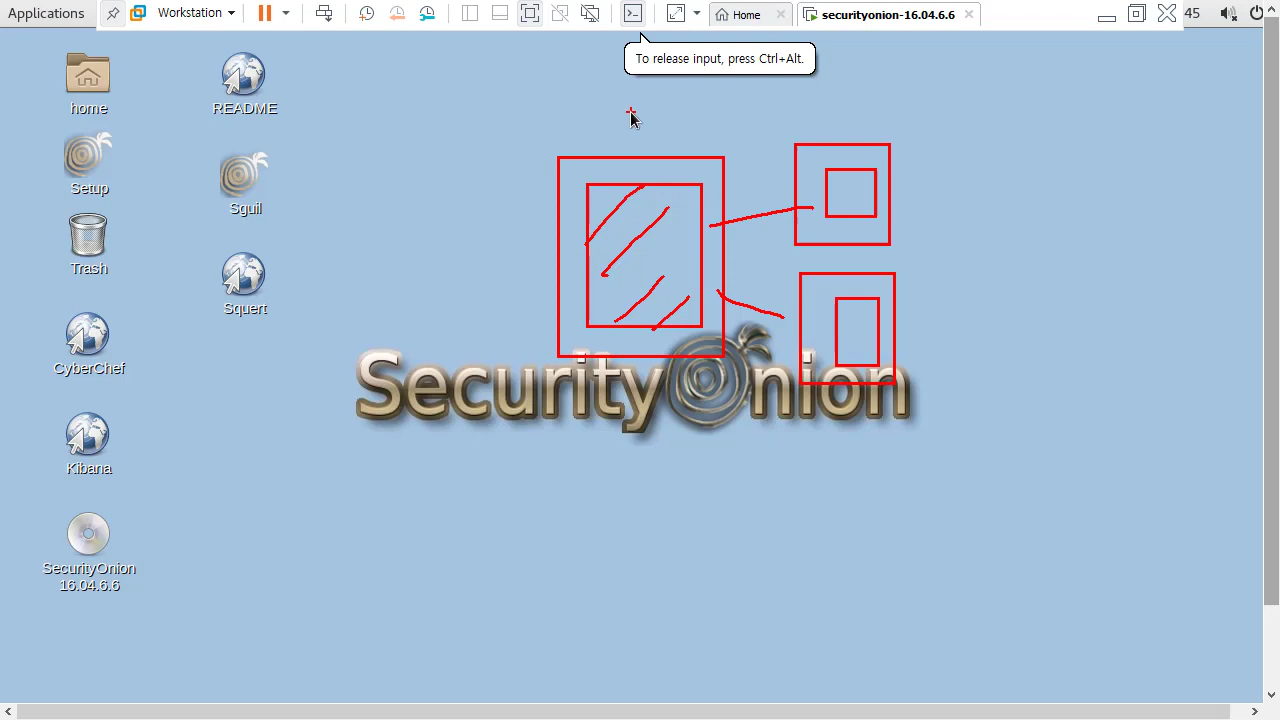 Applications
Workstation
Home
securityonion-16.04.6.6
45
To release input, press Ctrl+Alt.
home
README
Setup
Sguil
Trash
Squert
CyberChef
SecurityOnion
Kibana
SecurityOnion
16.04.6.6